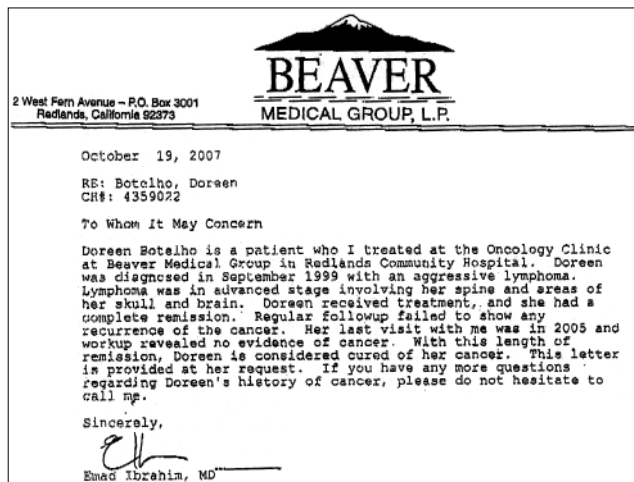 BEAVER
MEDICAL GROUP, L.P.
2 West Fern Avenue – P.O. Box 3001
Redlands, California 92373
October 19, 2007
RE: Botelho, Doreen
CH#: 4359022
To Whom It May Concern
Doreen Botelho is a patient who I treated at the Oncology Clinic
at Beaver Medical Group in Redlands Community Hospital. Doreen
was diagnosed in September 1999 with an aggressive lymphoma.
Lymphoma was in advanced stage involving her spine and areas of
her skull and brain. Doreen received treatment, and she had a
complete remission. Regular followup failed to show any
recurrence of the cancer. Her last visit with me was in 2005 and
workup revealed no evidence of cancer. With this length of
remission, Doreen is considered cured of her cancer. This letter
is provided at her request. If you have any more questions
regarding Doreen's history of cancer, please do not hesitate to
call me.
Sincerely,
Emad Ibrahim, MD